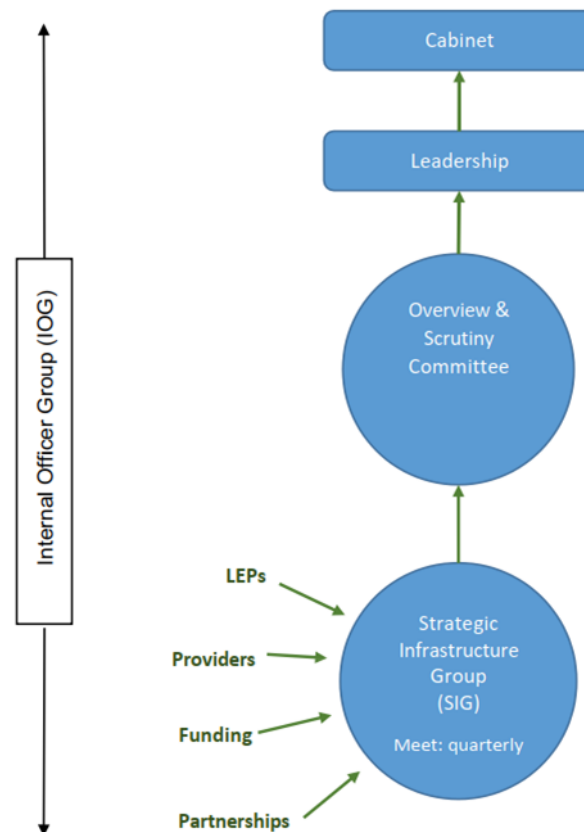 Cabinet
Leadership
Overview &
Scrutiny
Committee
Internal Officer Group (IOG)
LEPs
Providers
Funding
Partnerships
Strategic
Infrastructure
Group
(SIG)
Meet: quarterly